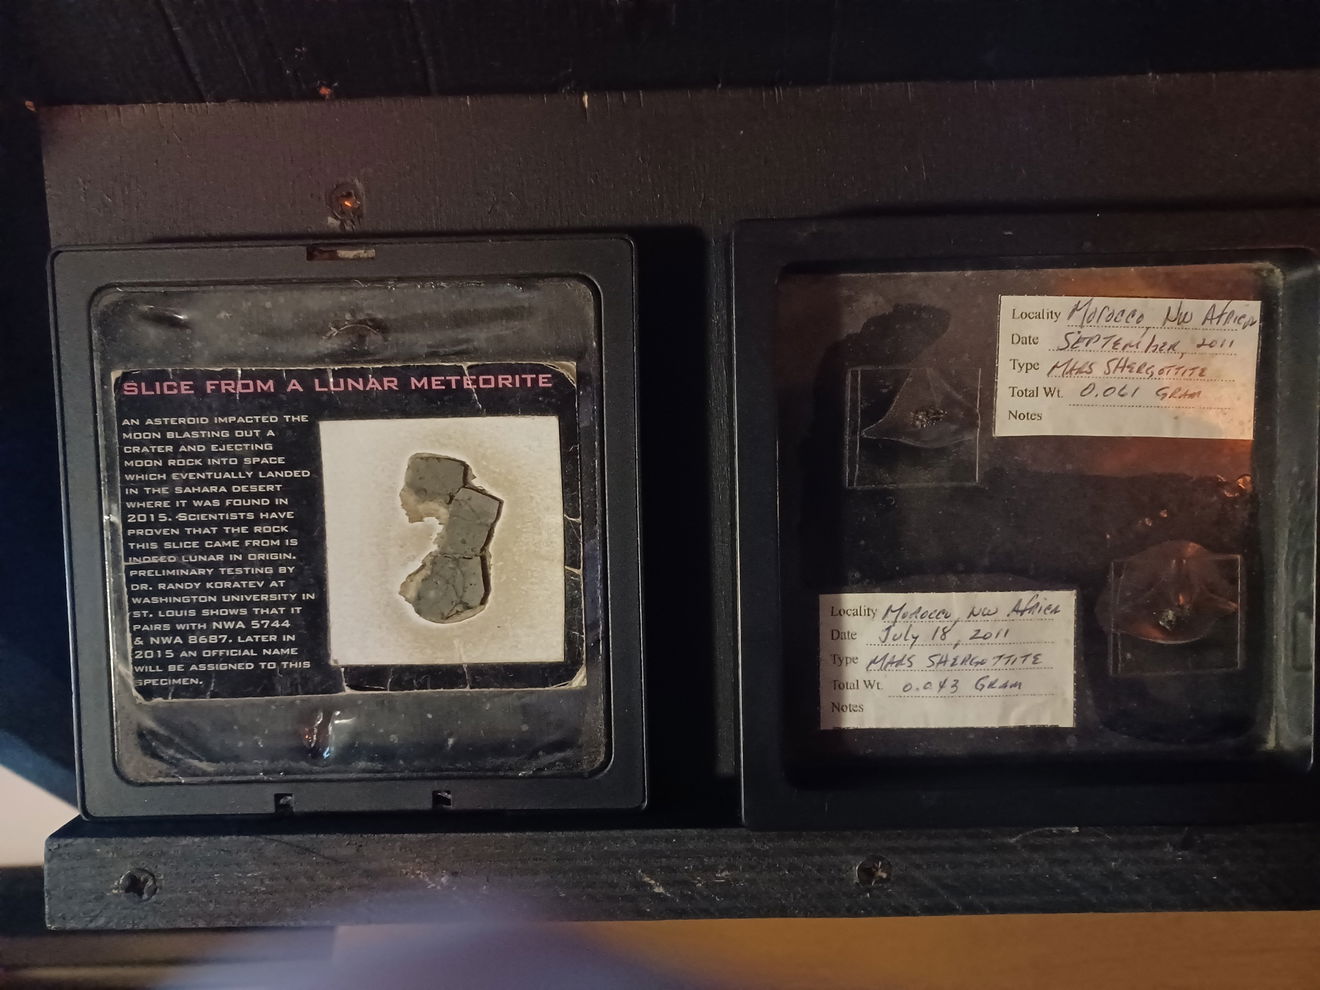 SLICE FROM A LUNAR METEORITE
AN ASTEROID IMPACTED THE
MOON BLASTING OUT A
CRATER AND EJECTING
MOON ROCK INTO SPACE
WHICH EVENTUALLY LANDED
IN THE SAHARA DESERT
WHERE IT WAS FOUND IN
2015. SCIENTISTS HAVE
PROVEN THAT THE ROCK
THIS SLICE CAME FROM IS
INDEED LUNAR IN ORIGIN.
PRELIMINARY TESTING BY
DR. RANDY KORATEV AT
WASHINGTON UNIVERSITY IN
ST. LOUIS SHOWS THAT IT
PAIRS WITH NWA 5744
& NWA 8687. LATER IN
2015 AN OFFICIAL NAME
WILL BE ASSIGNED TO THIS
SPECIMEN.
Locality Morocco, NW Africa
Date SEPTEMber, 2011
Type MARS SHERGOTTITE
Total Wt. 0.061 GRAM
Notes
Locality Morocco, NW Africa
Date July 18, 2011
Type MARS SHERGOTTITE
Total Wt. 0.043 GRAM
Notes